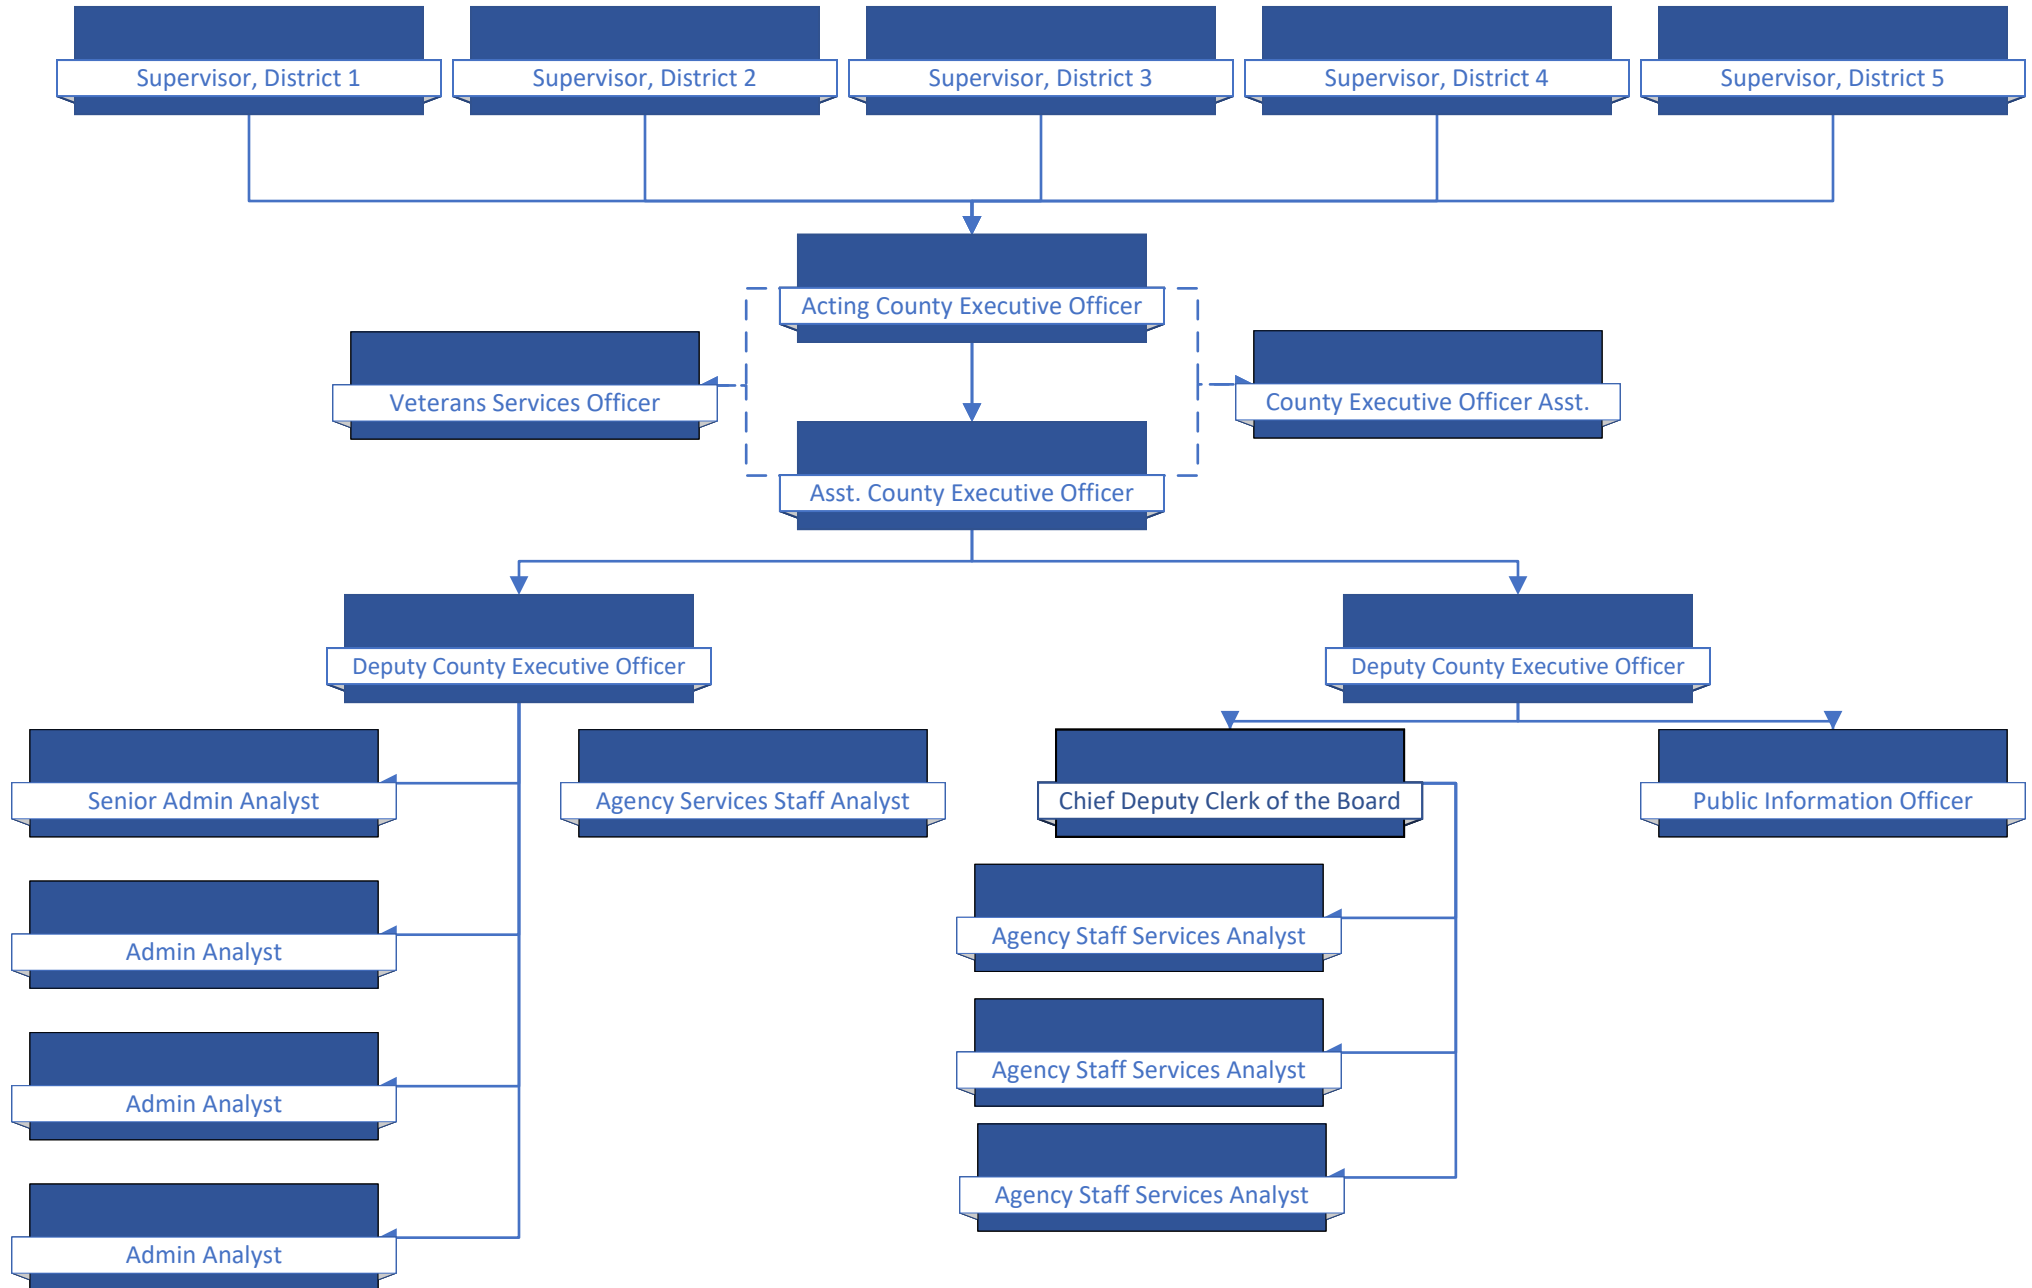 Supervisor, District 1
Supervisor, District 2
Supervisor, District 3
Supervisor, District 4
Supervisor, District 5
Acting County Executive Officer
Veterans Services Officer
County Executive Officer Asst.
Asst. County Executive Officer
Deputy County Executive Officer
Deputy County Executive Officer
Senior Admin Analyst
Agency Services Staff Analyst
Chief Deputy Clerk of the Board
Public Information Officer
Admin Analyst
Agency Staff Services Analyst
Admin Analyst
Agency Staff Services Analyst
Agency Staff Services Analyst
Admin Analyst